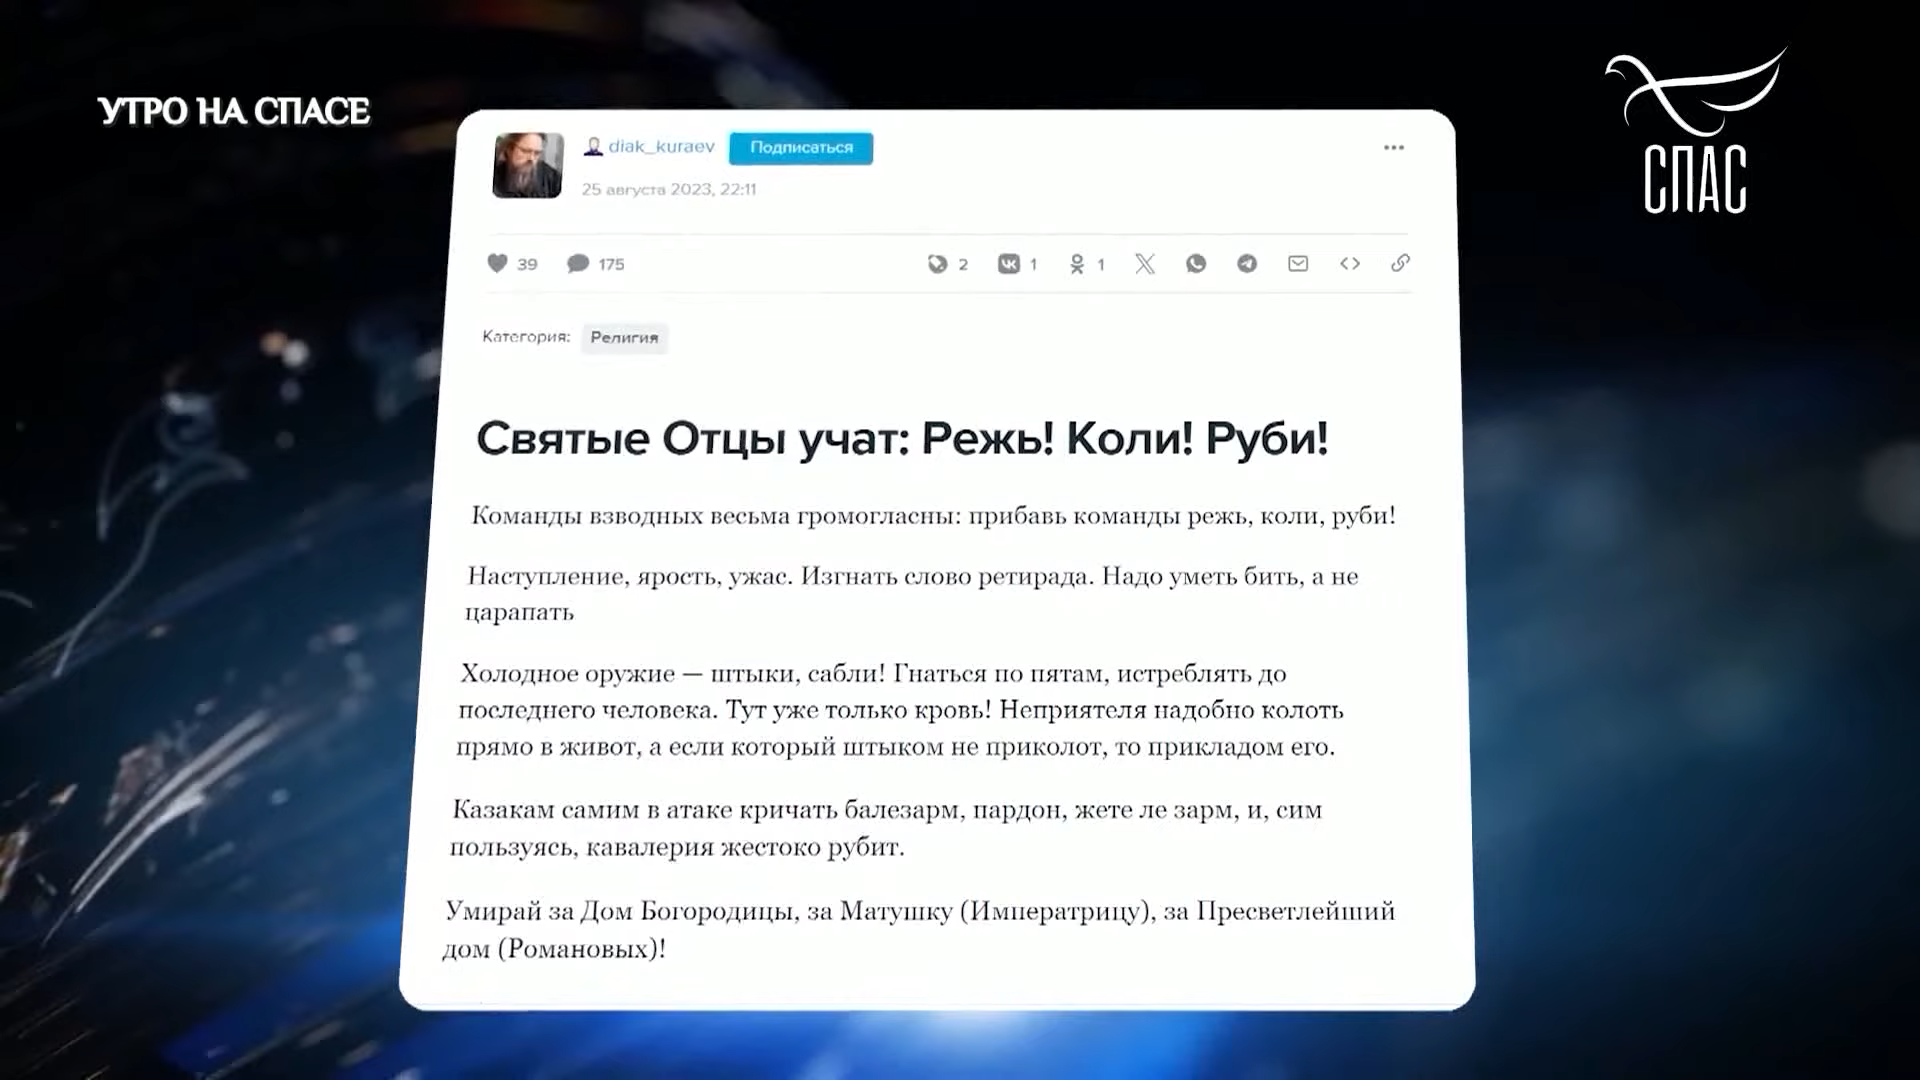 УТРО НА СПАСЕ
СПАС
diak_kuraev Подписаться
25 августа 2023, 22:11
39 175 2 1 1
Категория: Религия
Святые Отцы учат: Режь! Коли! Руби!
Команды взводных весьма громогласны: прибавь команды режь, коли, руби!
Наступление, ярость, ужас. Изгнать слово ретирада. Надо уметь бить, а не
царапать
Холодное оружие — штыки, сабли! Гнаться по пятам, истреблять до
последнего человека. Тут уже только кровь! Неприятеля надобно колоть
прямо в живот, а если который штыком не приколот, то прикладом его.
Казакам самим в атаке кричать балезарм, пардон, жете ле зарм, и, сим
пользуясь, кавалерия жестоко рубит.
Умирай за Дом Богородицы, за Матушку (Императрицу), за Пресветлейший
дом (Романовых)!